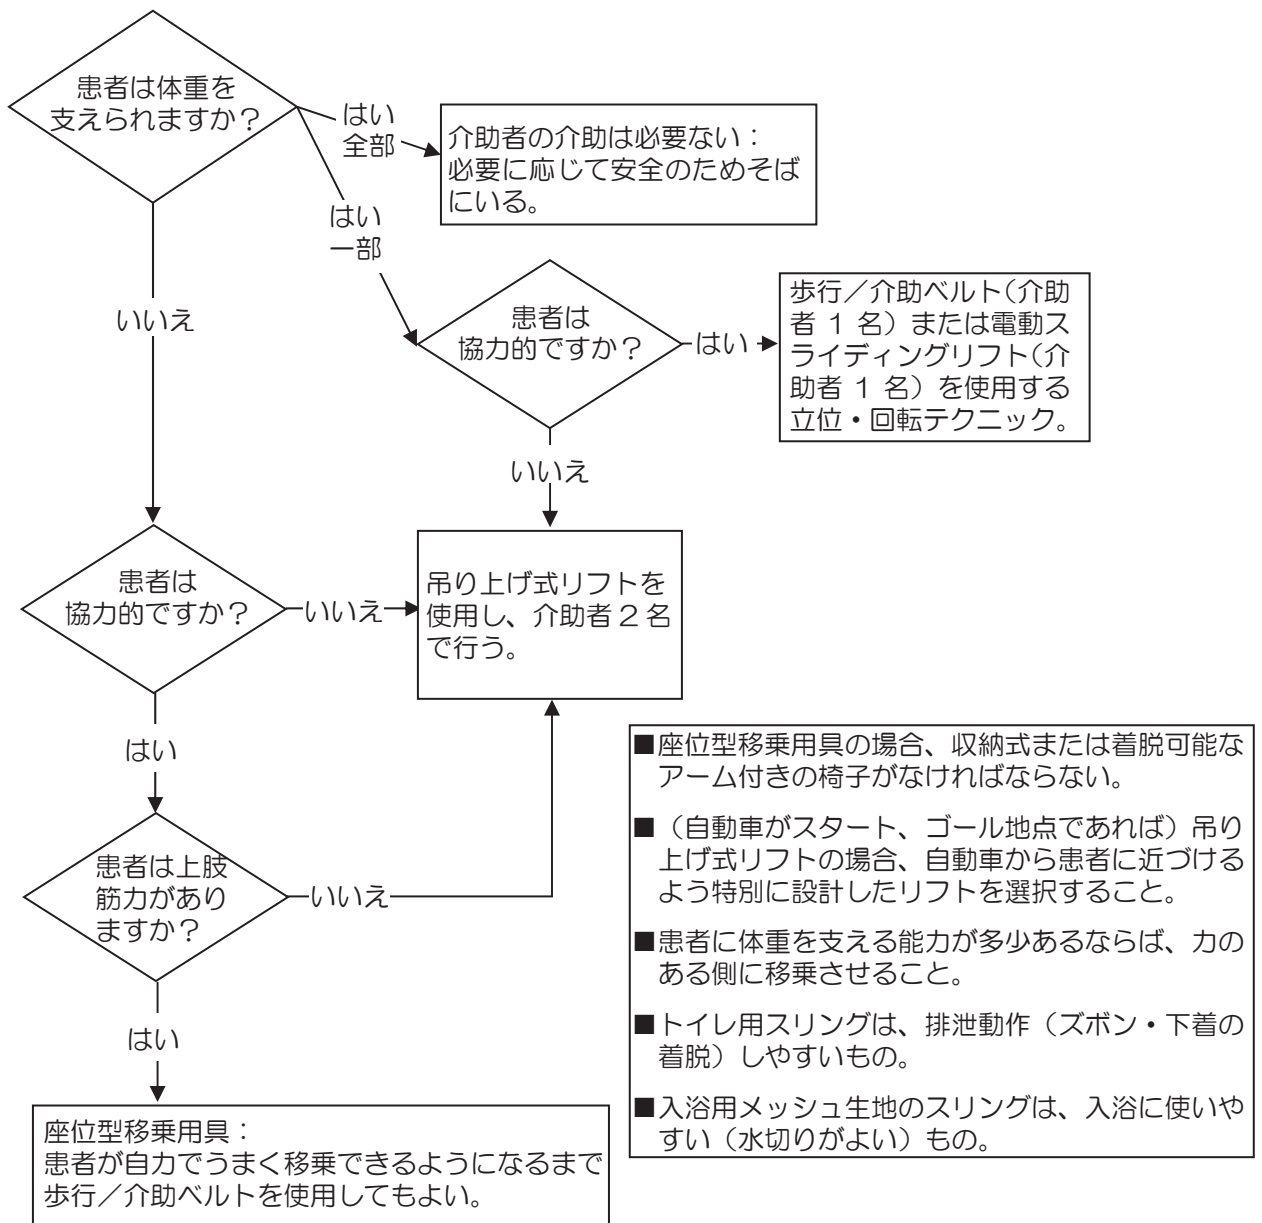 患者は体重を
支えられますか？
はい
全部
介助者の介助は必要ない：
必要に応じて安全のためそば
にいる。
はい
一部
いいえ
患者は
協力的ですか？
はい
歩行／介助ベルト（介助
者 1 名）または電動ス
ライディングリフト（介
助者 1 名）を使用する
立位・回転テクニック。
いいえ
患者は
協力的ですか？
いいえ
吊り上げ式リフトを
使用し、介助者２名
で行う。
はい
患者は上肢
筋力があり
ますか？
いいえ
はい
座位型移乗用具：
患者が自力でうまく移乗できるようになるまで
歩行／介助ベルトを使用してもよい。
■座位型移乗用具の場合、収納式または着脱可能な
アーム付きの椅子がなければならない。
■（自動車がスタート、ゴール地点であれば）吊り
上げ式リフトの場合、自動車から患者に近づける
よう特別に設計したリフトを選択すること。
■患者に体重を支える能力が多少あるならば、力の
ある側に移乗させること。
■トイレ用スリングは、排泄動作（ズボン・下着の
着脱）しやすいもの。
■入浴用メッシュ生地のスリングは、入浴に使いや
すい（水切りがよい）もの。